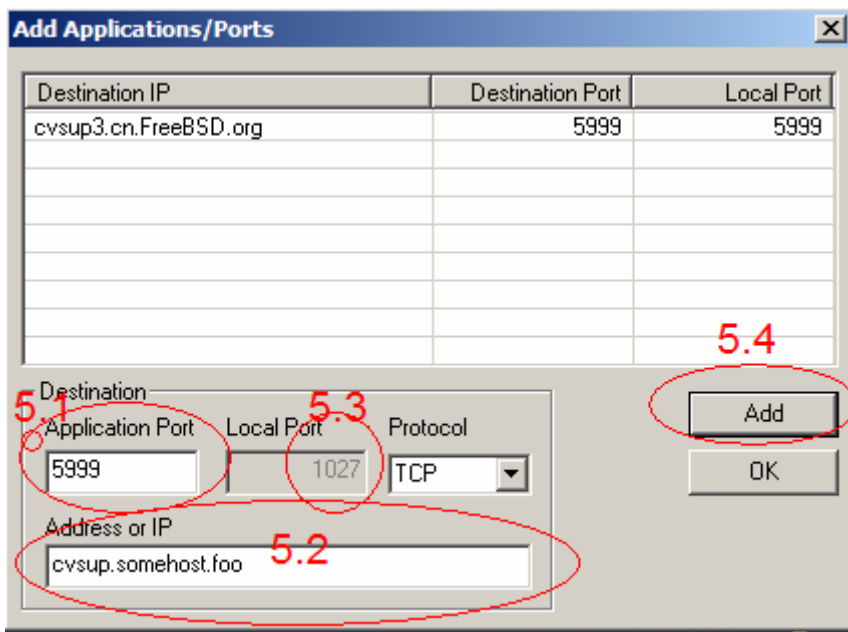 Add Applications/Ports
Destination IP Destination Port Local Port
cvsup3.cn.FreeBSD.org 5999 5999
5.4
Destination
5.1 5.3
Application Port Local Port Protocol
Add
5999 1027 TCP
OK
Address or IP
5.2
cvsup.somehost.foo